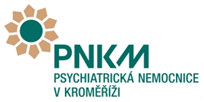 PNKM
PSYCHIATRICKÁ NEMOCNICE
V KROMĚŘÍŽI